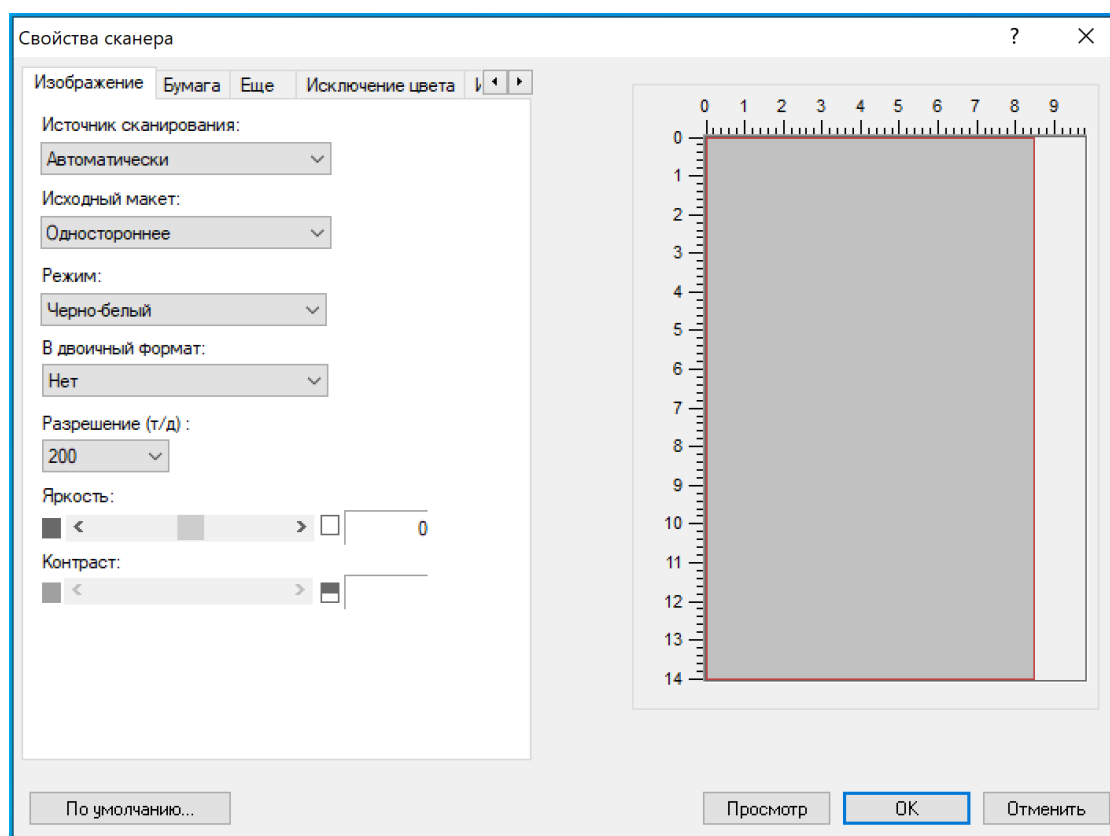 Свойства сканера
?
Изображение Бумага Еще Исключение цвета
Источник сканирования:
Автоматически
Исходный макет:
Одностороннее
Режим:
Черно-белый
В двоичный формат:
Нет
Разрешение (т/д) :
200
Яркость:
0
Контраст:
0 1 2 3 4 5 6 7 8 9
0
1
2
3
4
5
6
7
8
9
10
11
12
13
14
По умолчанию...
Просмотр OK Отменить